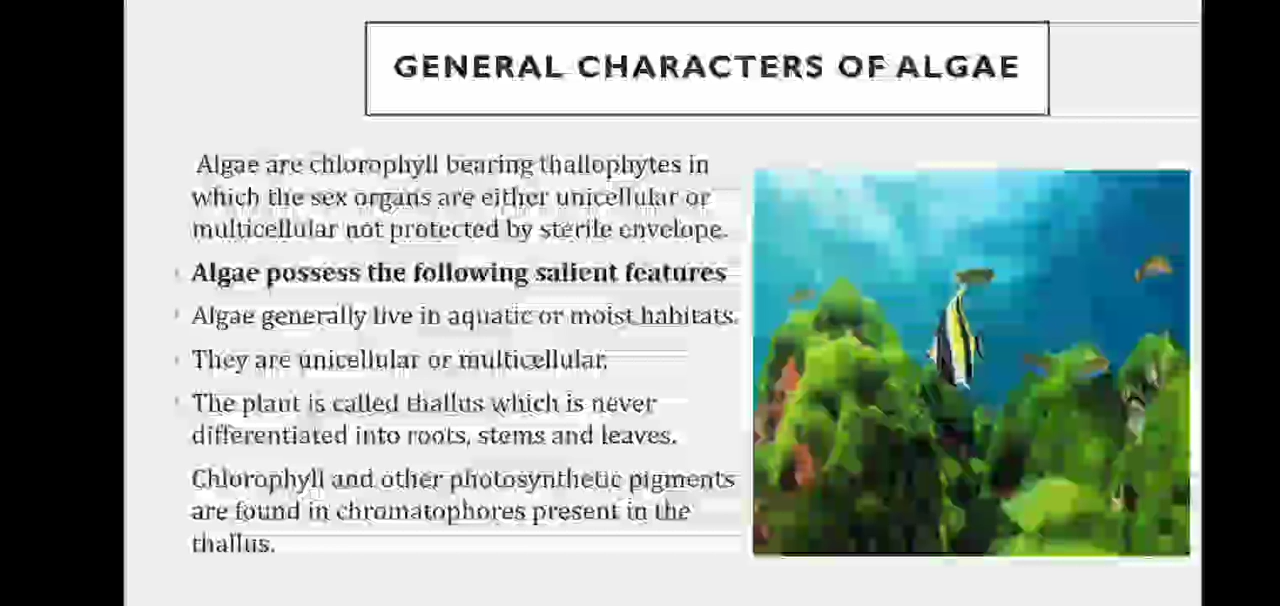 GENERAL CHARACTERS OF ALGAE
Algae are chlorophyll bearing thallophytes in
which the sex organs are either unicellular or
multicellular not protected by sterile envelope.
Algae possess the following salient features
Algae generally live in aquatic or moist habitats.
They are unicellular or multicellular.
The plant is called thallus which is never
differentiated into roots, stems and leaves.
Chlorophyll and other photosynthetic pigments
are found in chromatophores present in the
thallus.